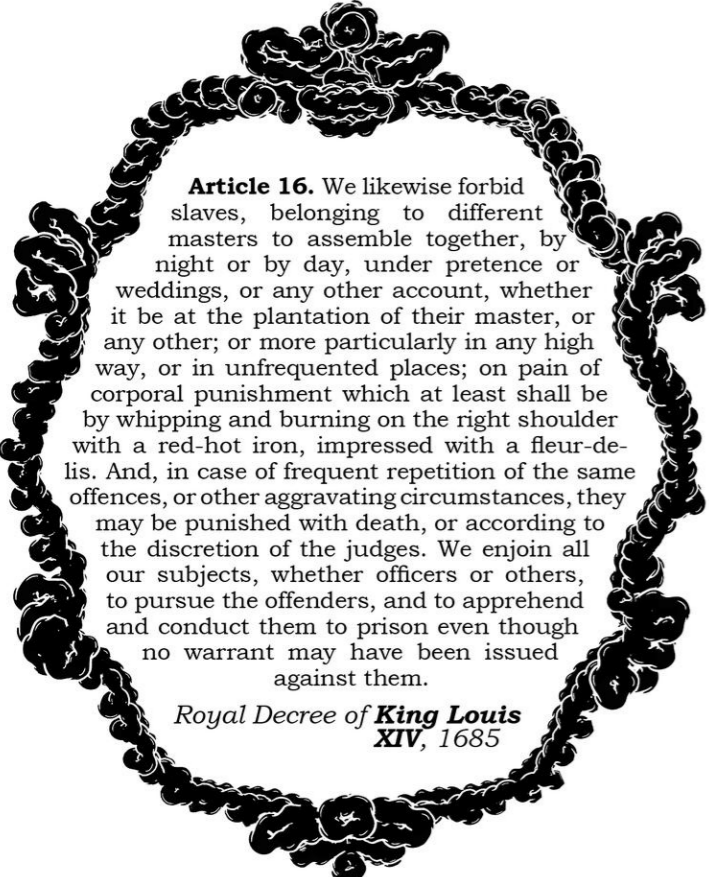 Article 16. We likewise forbid
slaves, belonging to different
masters to assemble together, by
night or by day, under pretence or
weddings, or any other account, whether
it be at the plantation of their master, or
any other; or more particularly in any high
way, or in unfrequented places; on pain of
corporal punishment which at least shall be
by whipping and burning on the right shoulder
with a red-hot iron, impressed with a fleur-de-
lis. And, in case of frequent repetition of the same
offences, or other aggravating circumstances, they
may be punished with death, or according to
the discretion of the judges. We enjoin all
our subjects, whether officers or others,
to pursue the offenders, and to apprehend
and conduct them to prison even though
no warrant may have been issued
against them.
Royal Decree of King Louis
XIV, 1685